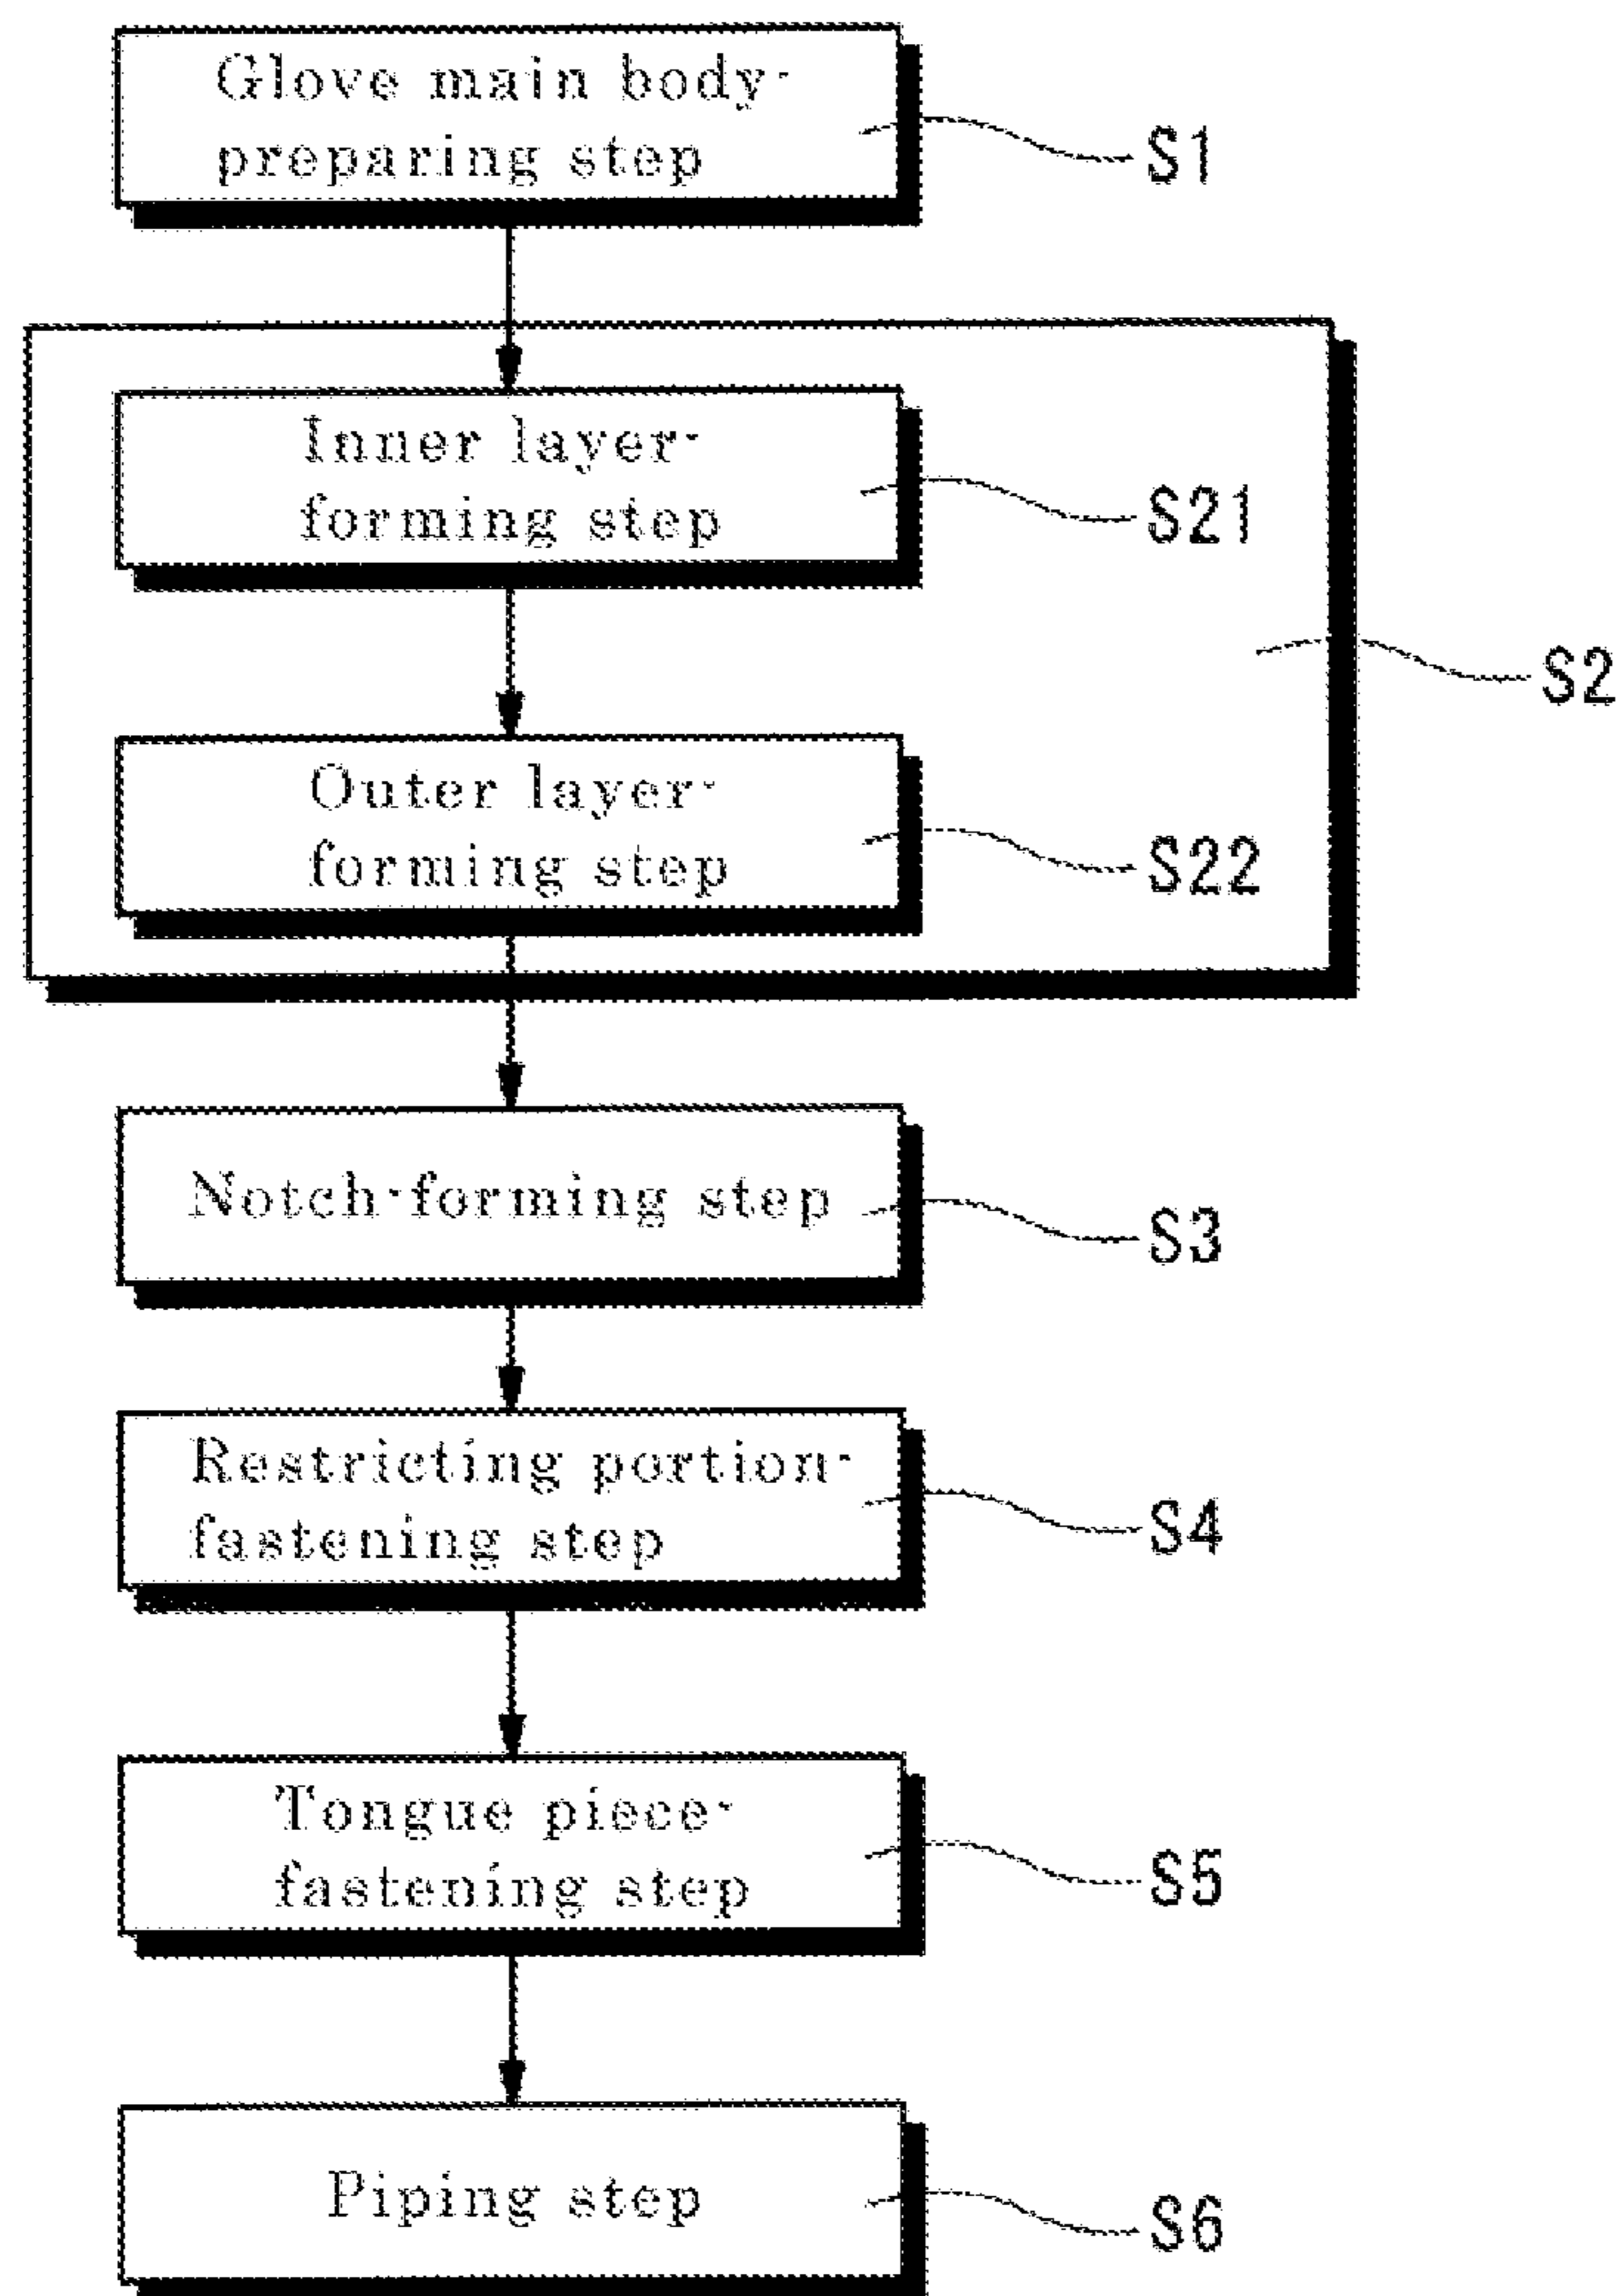 Glove main body-
preparing step
S1
Inner layer-
forming step
S21
S2
Outer layer-
forming step
S22
Notch-forming step
S3
Restricting portion-
fastening step
S4
Tongue piece-
fastening step
S5
Piping step
S6